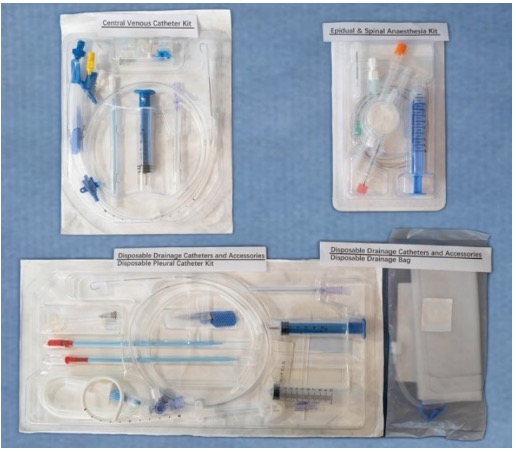 Central Venous Catheter Kit
Epidual & Spinal Anaesthesia Kit
Disposable Drainage Catheters and Accessories
Disposable Pleural Catheter Kit
Disposable Drainage Catheters and Accessories
Disposable Drainage Bag